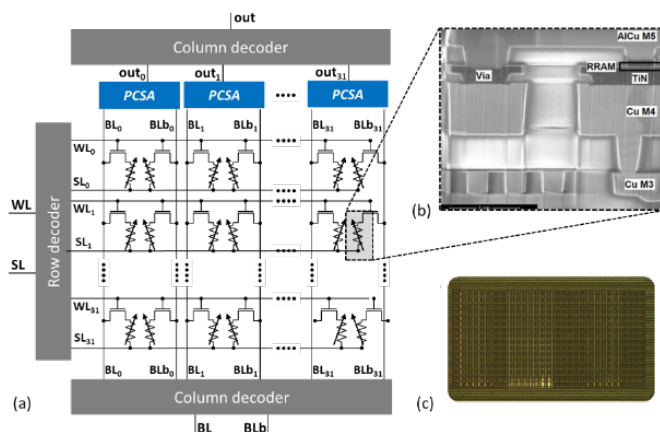 out
Column decoder
out0 out1 out31
PCSA PCSA PCSA
BL0 BLb0 BL1 BLb1 BL31 BLb31
WL0
SL0
WL1
SL1
WL31
SL31
WL
SL
Row decoder
BL0 BLb0 BL1 BLb1 BL31 BLb31
Column decoder
BL BLb
(a)
AlCu M5
RRAM
Via TiN
Cu M4
Cu M3
(b)
(c)